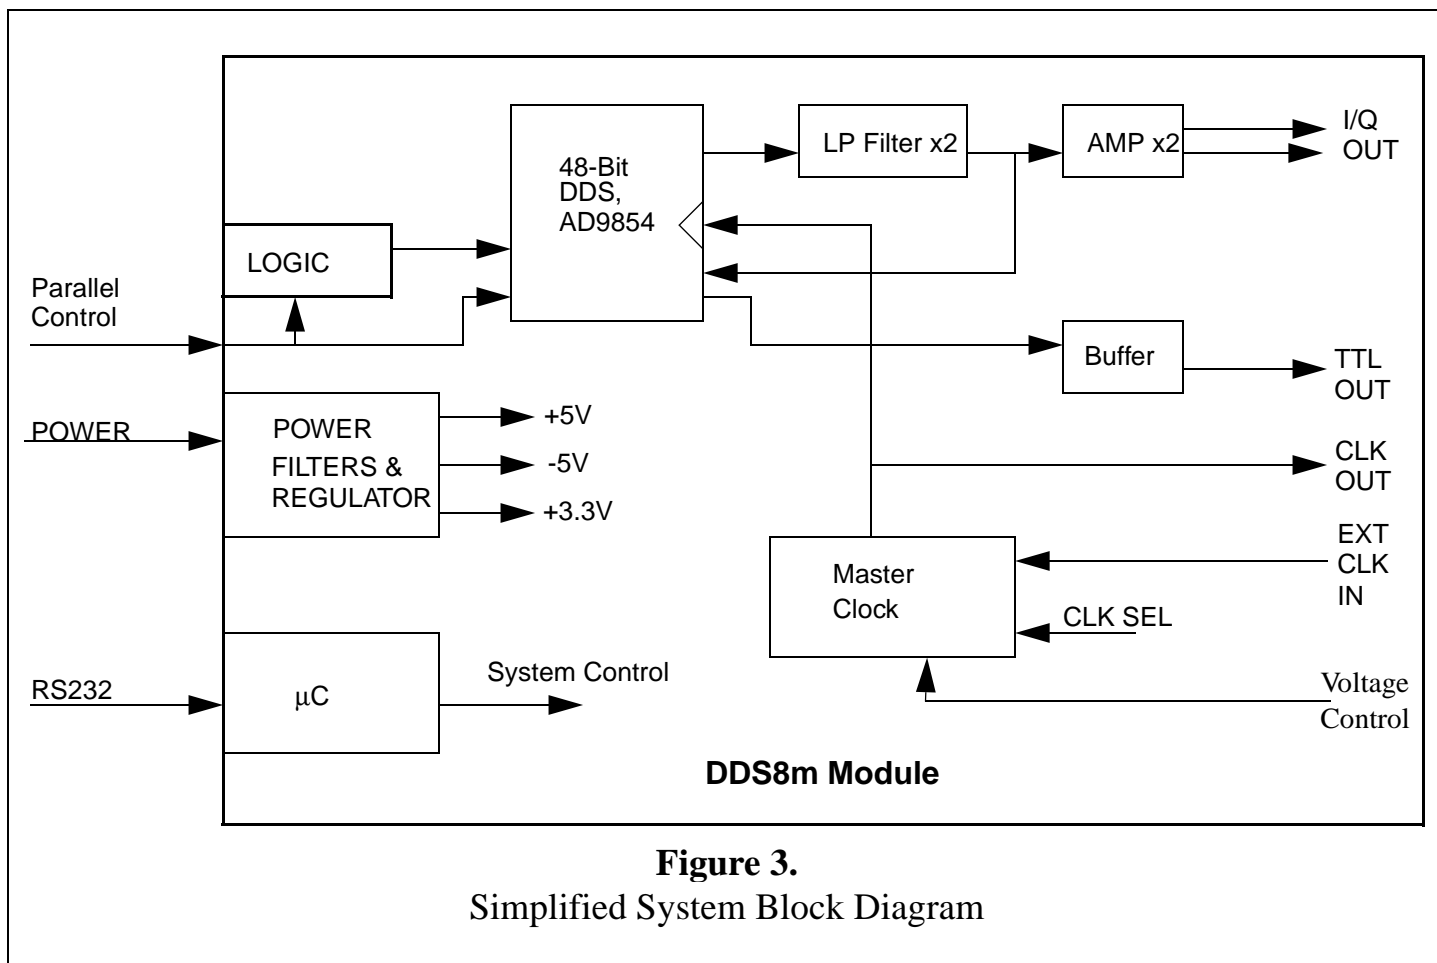 LP Filter x2
AMP x2
I/Q
OUT
48-Bit
DDS,
AD9854
LOGIC
Parallel
Control
Buffer
TTL
OUT
POWER
POWER
FILTERS &
REGULATOR
+5V
-5V
+3.3V
CLK
OUT
EXT
CLK
IN
Master
Clock
CLK SEL
RS232
µC
System Control
Voltage
Control
DDS8m Module
Figure 3.
Simplified System Block Diagram